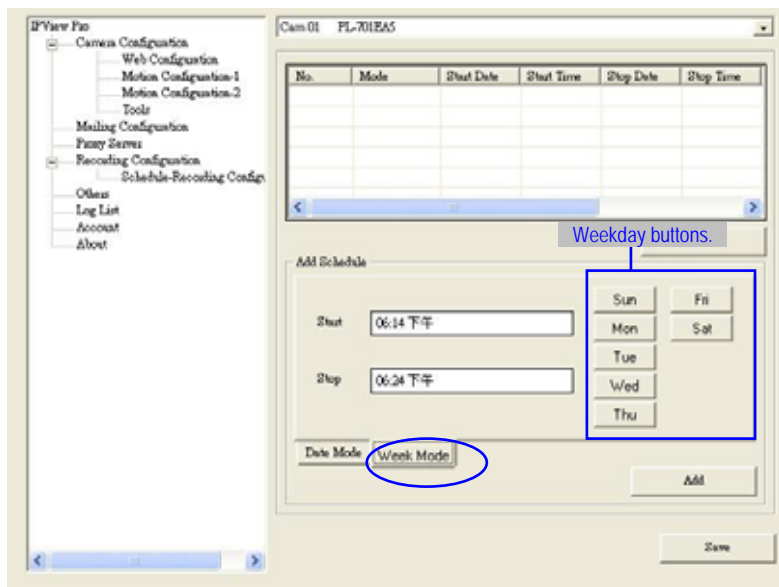 IPView Pro
Camera Configuration
Web Configuration
Motion Configuration-1
Motion Configuration-2
Tools
Mailing Configuration
Proxy Server
Recording Configuration
Schedule-Recording Configu
Others
Log List
Account
About
Cam 01 PL-701EAS
No. Mode Start Date Start Time Stop Date Stop Time
Weekday buttons.
Add Schedule
Start 06:14 下午
Stop 06:24 下午
Sun Fri
Mon Sat
Tue
Wed
Thu
Date Mode Week Mode
Add
Save